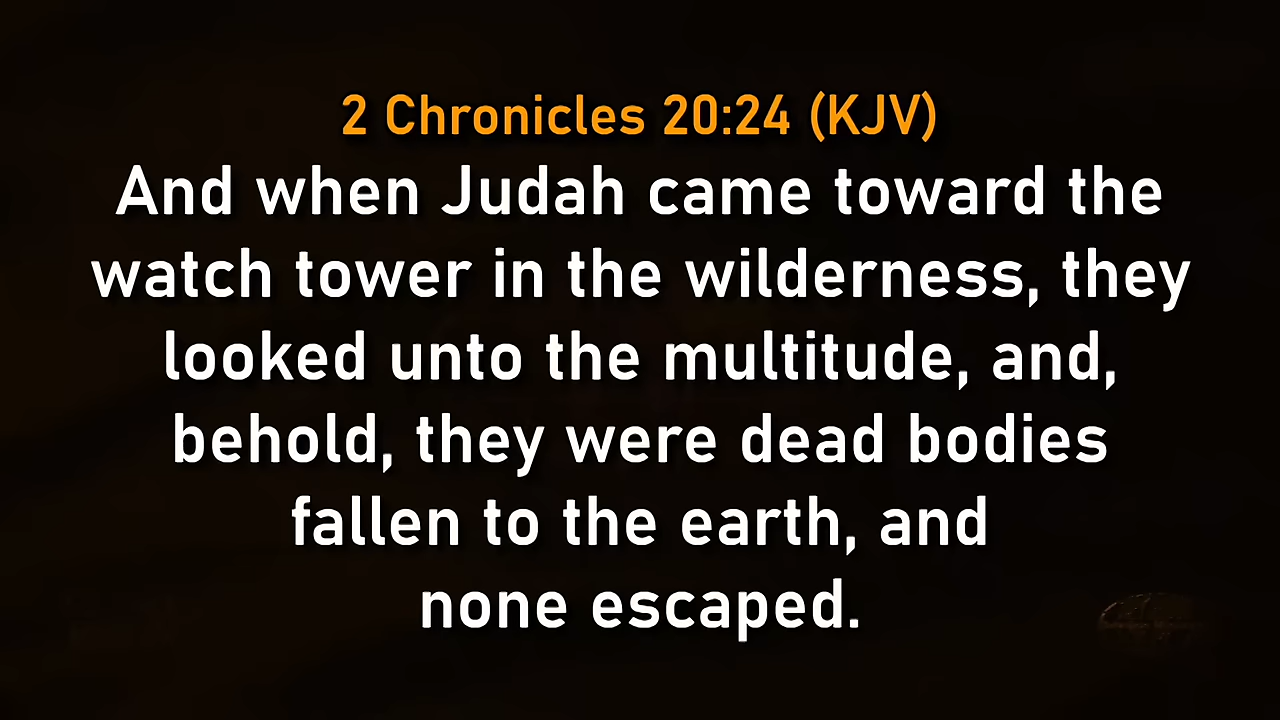 2 Chronicles 20:24 (KJV)
And when Judah came toward the
watch tower in the wilderness, they
looked unto the multitude, and,
behold, they were dead bodies
fallen to the earth, and
none escaped.